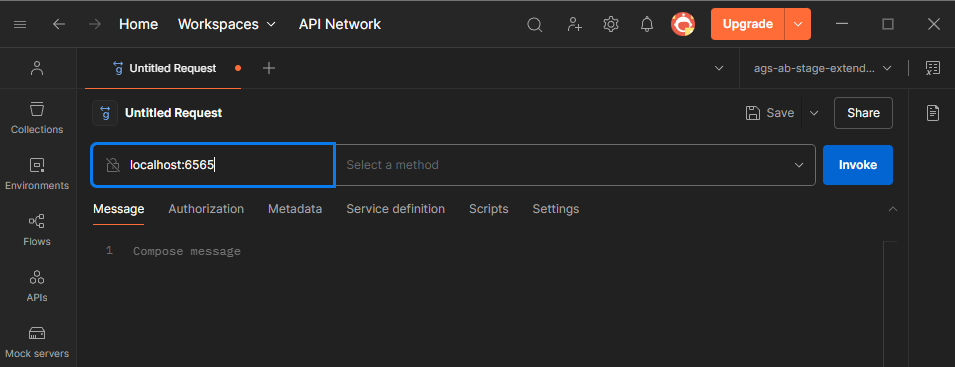 Home Workspaces API Network Upgrade
Untitled Request ags-ab-stage-extend...
Untitled Request Save Share
Collections
localhost:6565 Select a method Invoke
Environments
Message Authorization Metadata Service definition Scripts Settings
Flows
1 Compose message
APIs
Mock servers